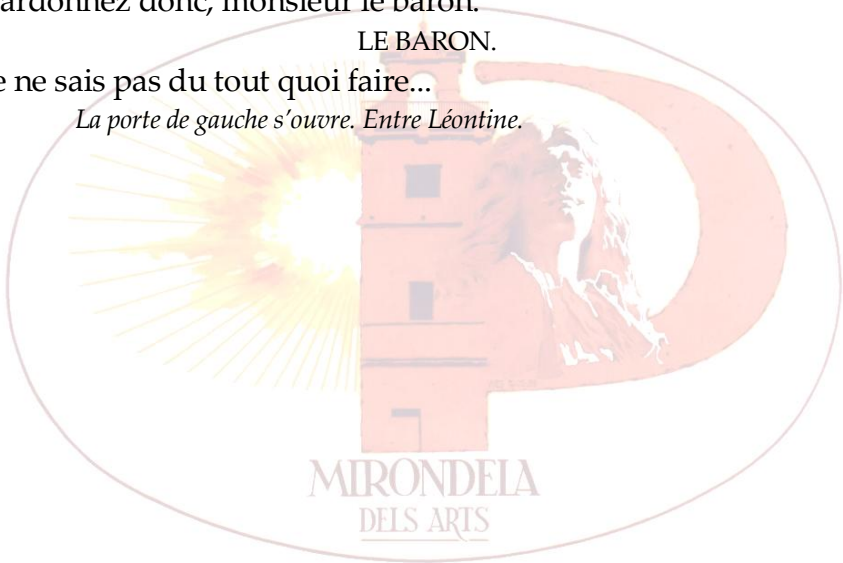 ardonnez donc, monsieur le baron.
LE BARON.
e ne sais pas du tout quoi faire...
La porte de gauche s'ouvre. Entre Léontine.
MIRONDELA
DELS ARTS